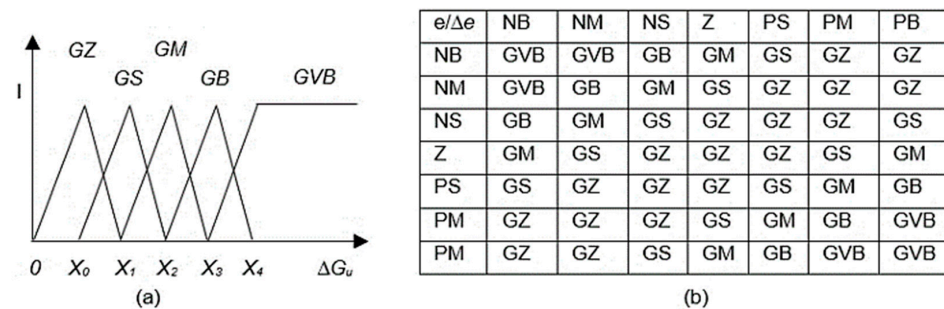 GZ GM
GS GB GVB
I
0 X₀ X₁ X₂ X₃ X₄ ΔGᵤ
(a)
e/Δe NB NM NS Z PS PM PB
NB GVB GVB GB GM GS GZ GZ
NM GVB GB GM GS GZ GZ GZ
NS GB GM GS GZ GZ GZ GS
Z GM GS GZ GZ GZ GS GM
PS GS GZ GZ GZ GS GM GB
PM GZ GZ GZ GS GM GB GVB
PM GZ GZ GS GM GB GVB GVB
(b)